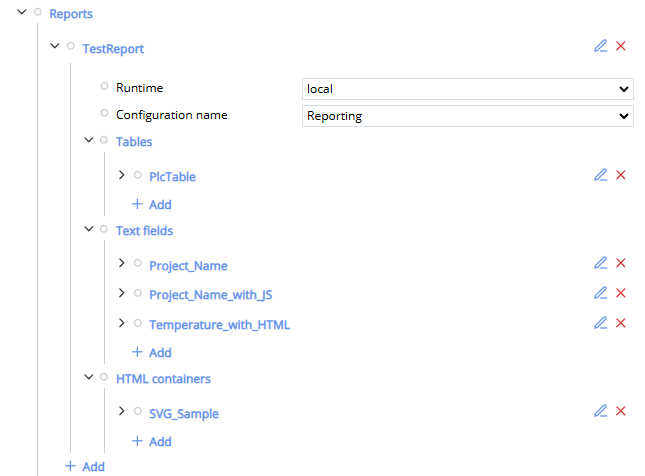 Reports
TestReport
Runtime local
Configuration name Reporting
Tables
PlcTable
Add
Text fields
Project_Name
Project_Name_with_JS
Temperature_with_HTML
Add
HTML containers
SVG_Sample
Add
Add